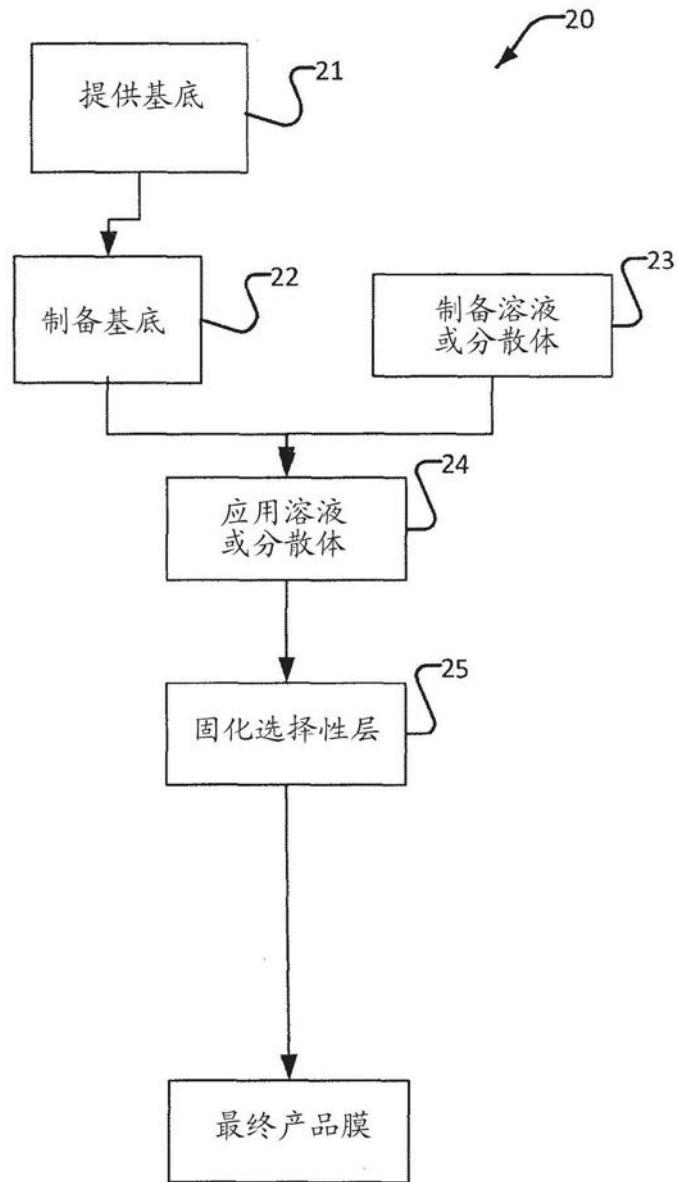 20
21
提供基底
22
制备基底
23
制备溶液
或分散体
24
应用溶液
或分散体
25
固化选择性层
最终产品膜